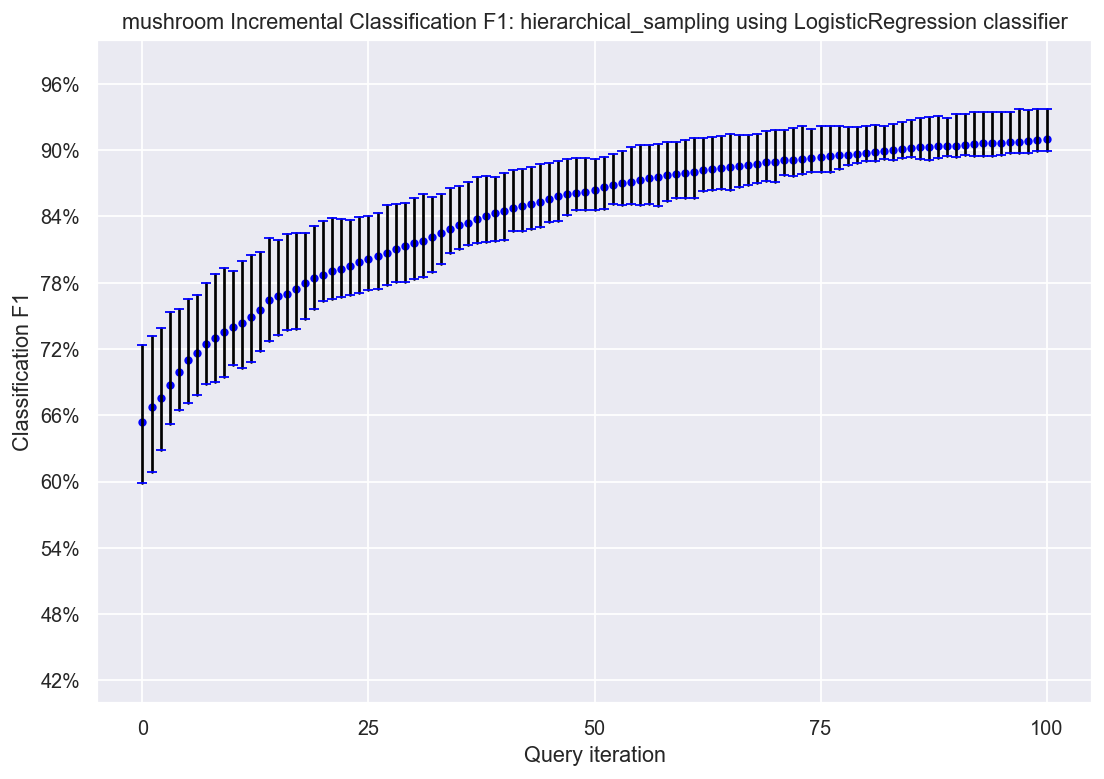 mushroom Incremental Classification F1: hierarchical_sampling using LogisticRegression classifier
96%
90%
84%
78%
72%
66%
60%
54%
48%
42%
Classification F1
0 25 50 75 100
Query iteration